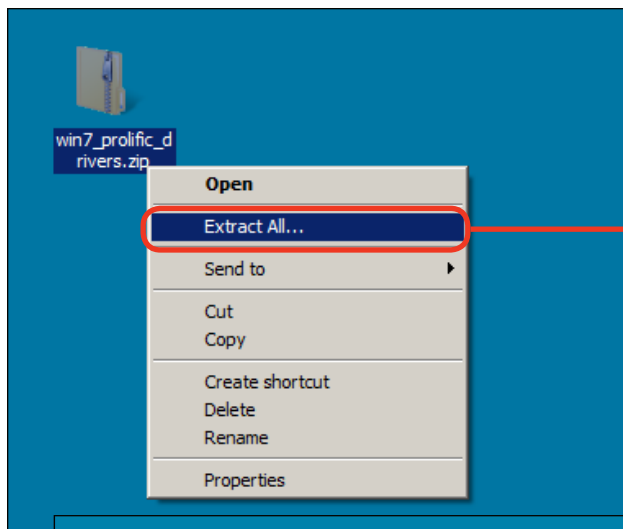 win7_prolific_d
rivers.zip
Open
Extract All...
Send to
Cut
Copy
Create shortcut
Delete
Rename
Properties